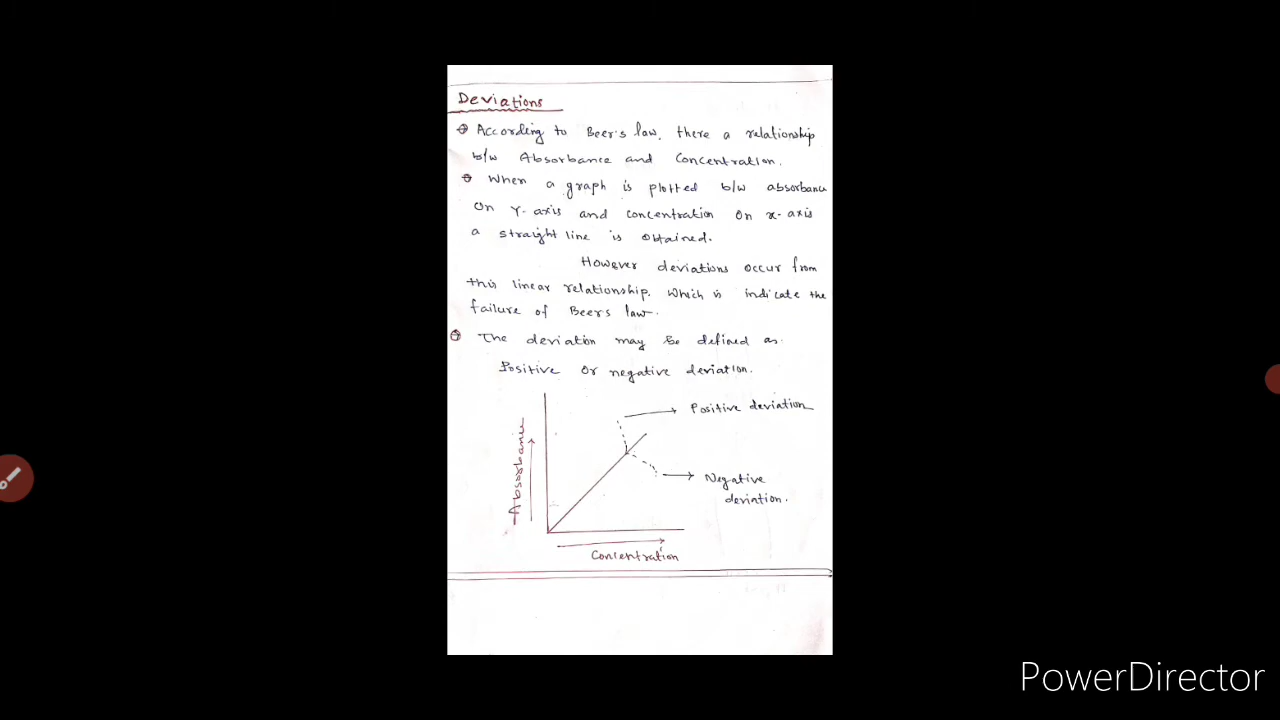 Deviations
According to Beer's law, there a relationship
b/w Absorbance and Concentration.
When a graph is plotted b/w absorbance
on Y-axis and concentration on x-axis
a straight line is obtained.
However deviations occur from
this linear relationship. which is indicate the
failure of Beers law.
The deviation may be defined as.
Positive or negative deviation.
Positive deviation
Negative
deviation.
Absorbance
Concentration
PowerDirector